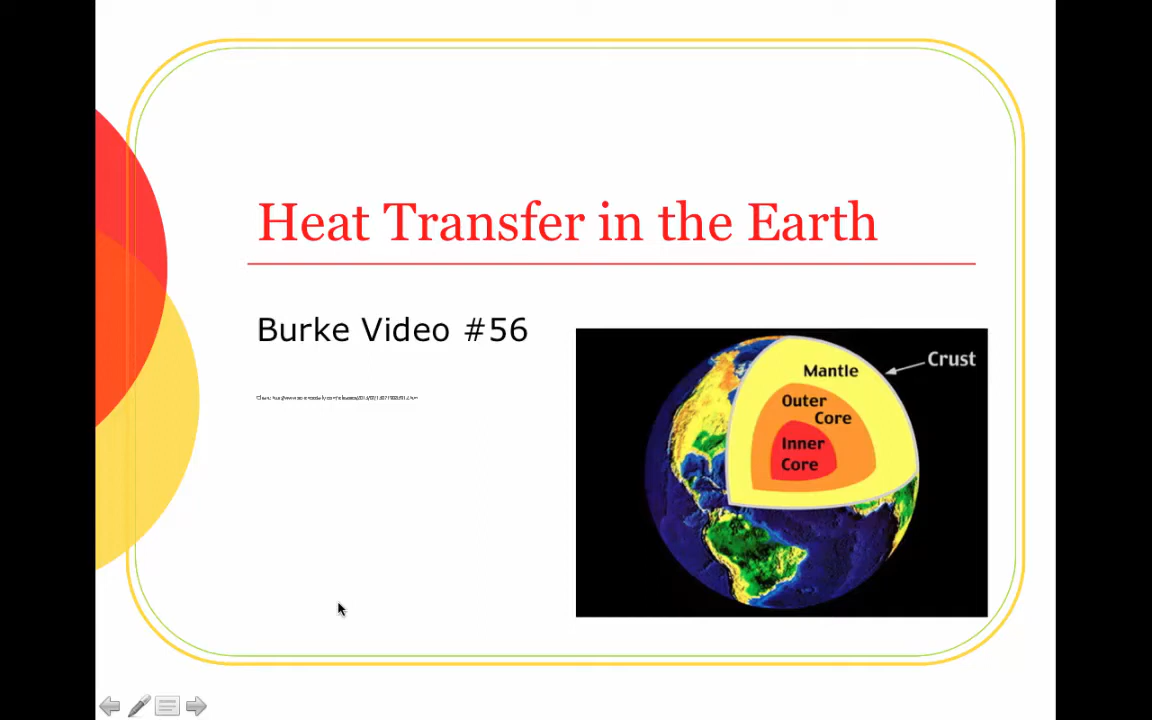 Heat Transfer in the Earth
Burke Video #56
Crust
Mantle
Outer
Core
Inner
Core